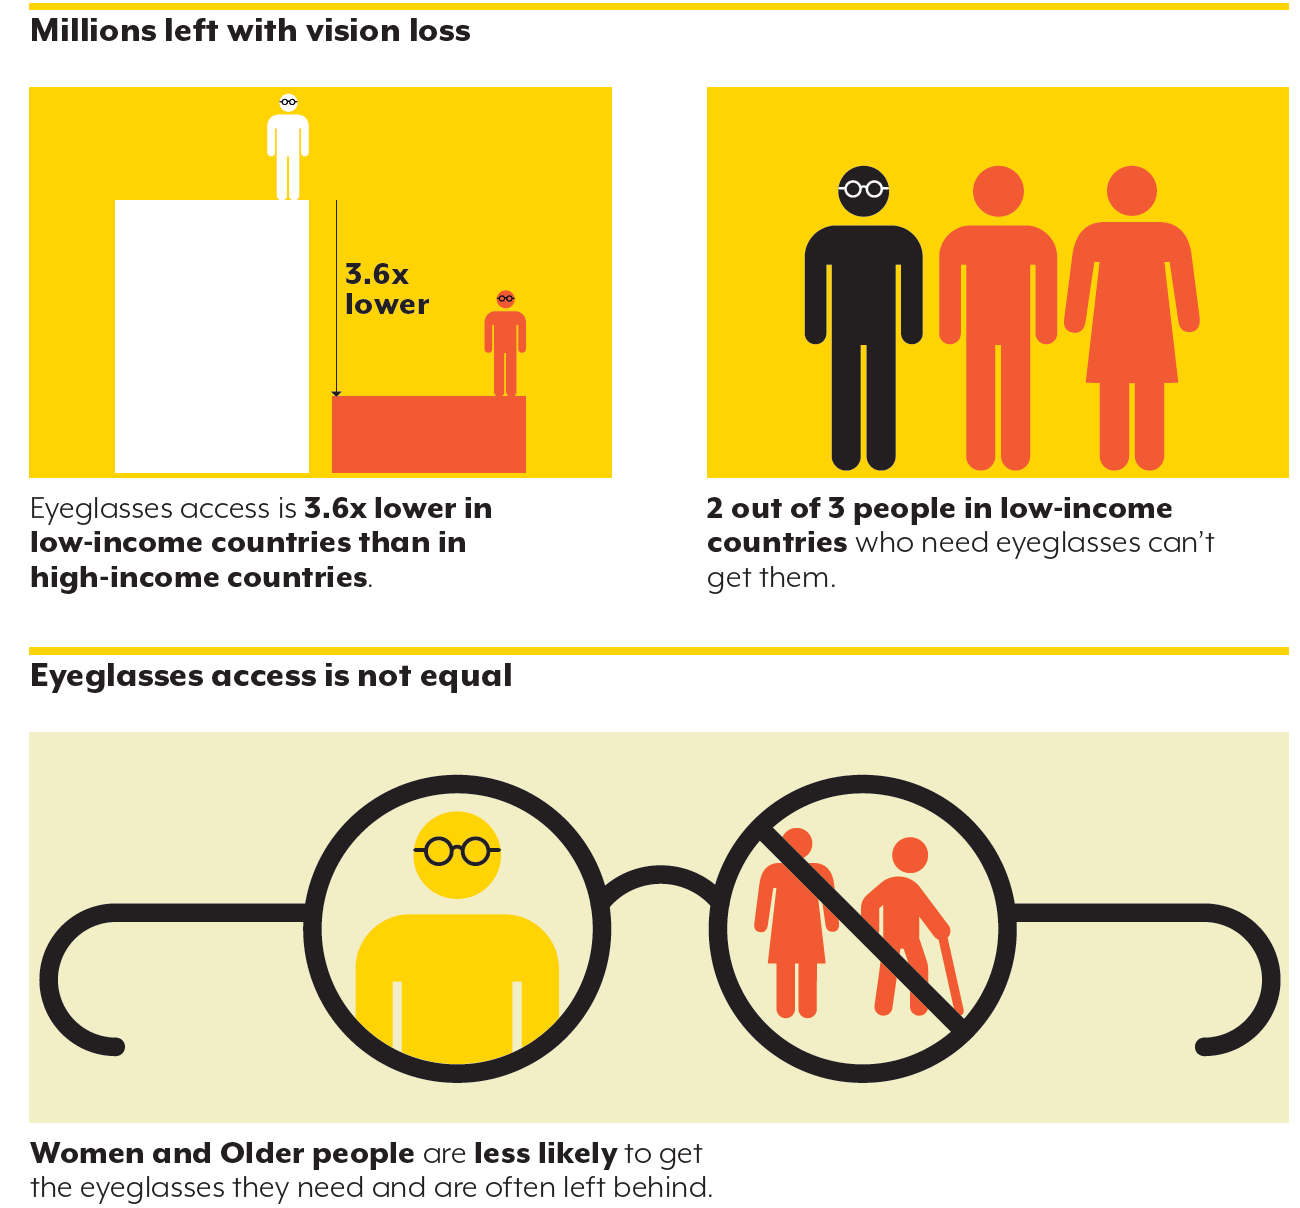 Millions left with vision loss
3.6x
lower
Eyeglasses access is 3.6x lower in
low-income countries than in
high-income countries.
2 out of 3 people in low-income
countries who need eyeglasses can’t
get them.
Eyeglasses access is not equal
Women and Older people are less likely to get
the eyeglasses they need and are often left behind.